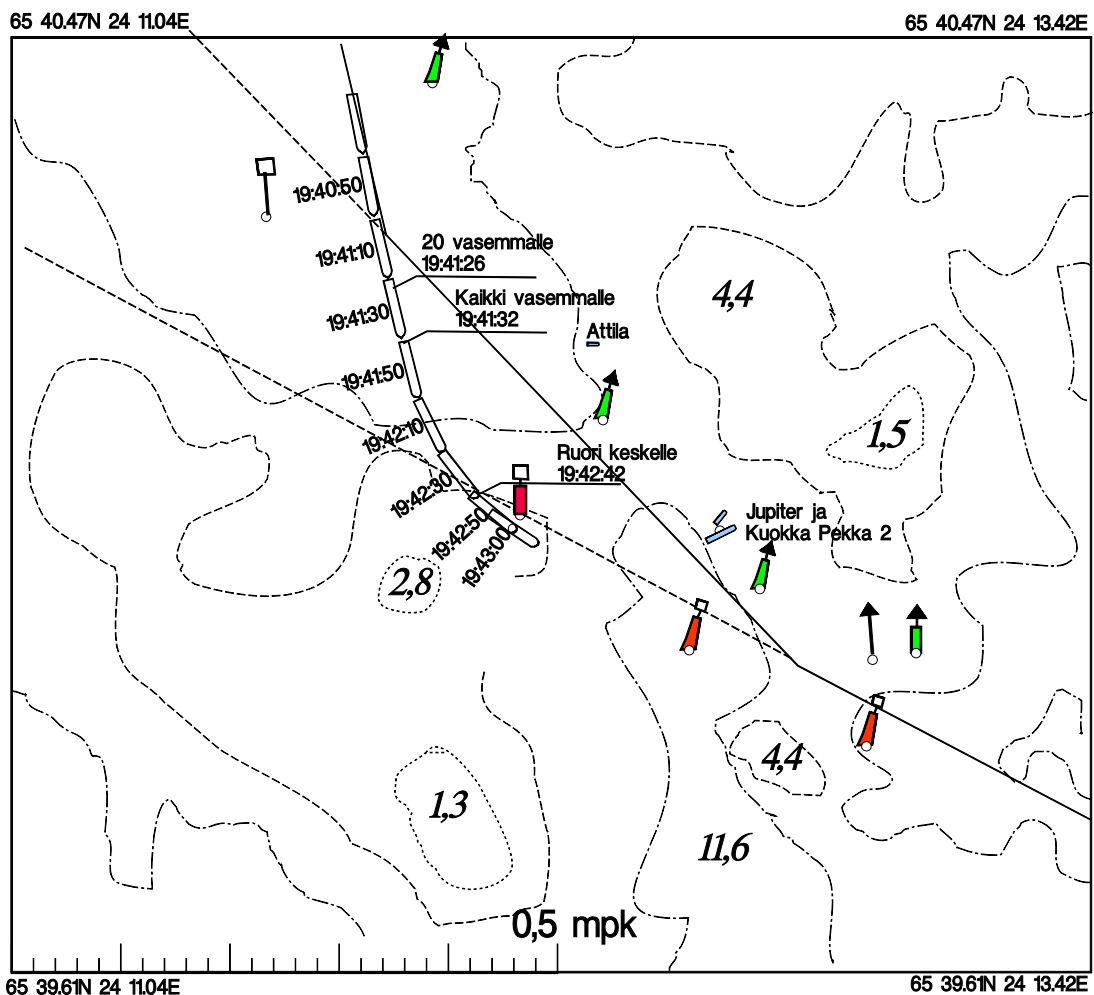 65 40.47N 24 11.04E
65 40.47N 24 13.42E
19:40:50
19:41:10
20 vasemmalle
19:41:26
19:41:30
Kaikki vasemmalle
19:41:32
4,4
Attila
19:41:50
19:42:10
1,5
Ruori keskelle
19:42:42
19:42:30
19:42:50
19:43:00
Jupiter ja
Kuokka Pekka 2
2,8
4,4
1,3
11,6
0,5 mpk
65 39.61N 24 11.04E
65 39.61N 24 13.42E